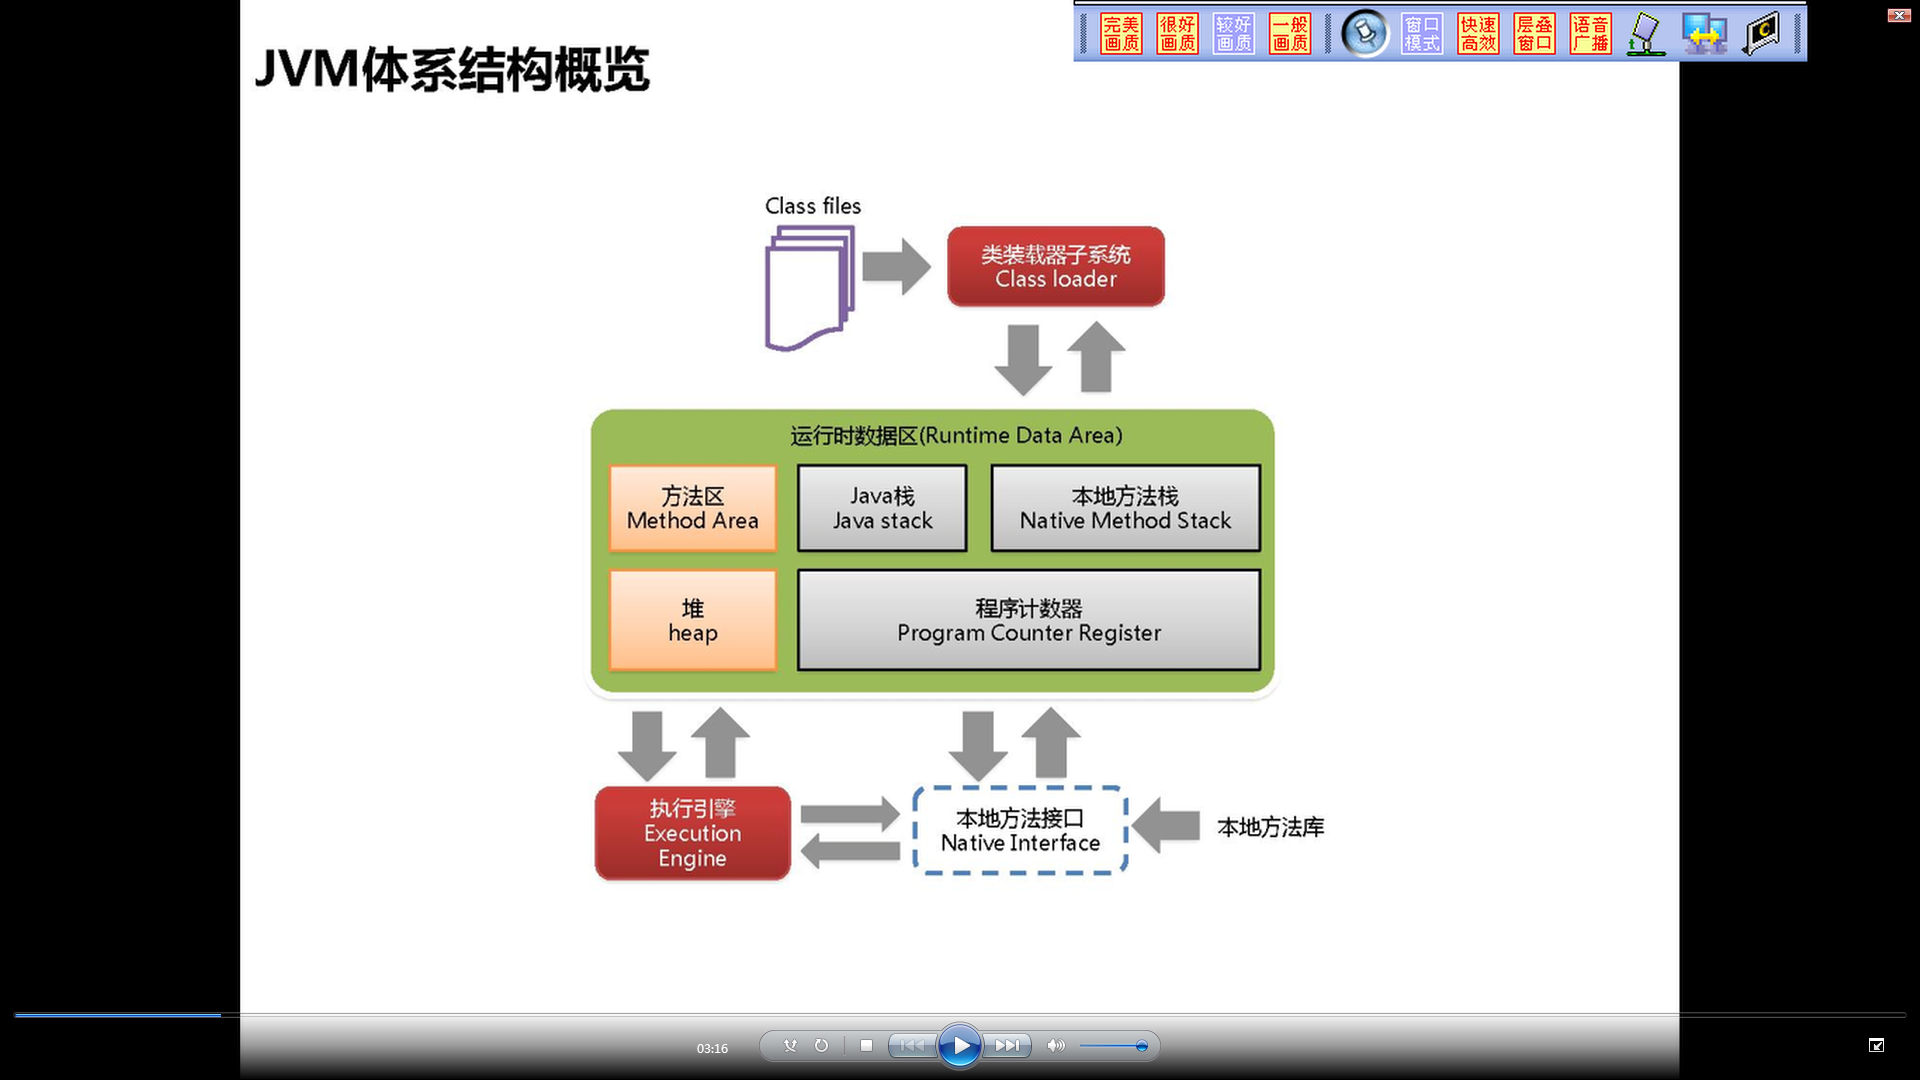 JVM体系结构概览
完美画质
很好画质
较好画质
一般画质
窗口模式
快速高效
层叠窗口
语音广播
Class files
类装载器子系统
Class loader
运行时数据区(Runtime Data Area)
方法区
Method Area
Java栈
Java stack
本地方法栈
Native Method Stack
堆
heap
程序计数器
Program Counter Register
执行引擎
Execution
Engine
本地方法接口
Native Interface
本地方法库
03:16